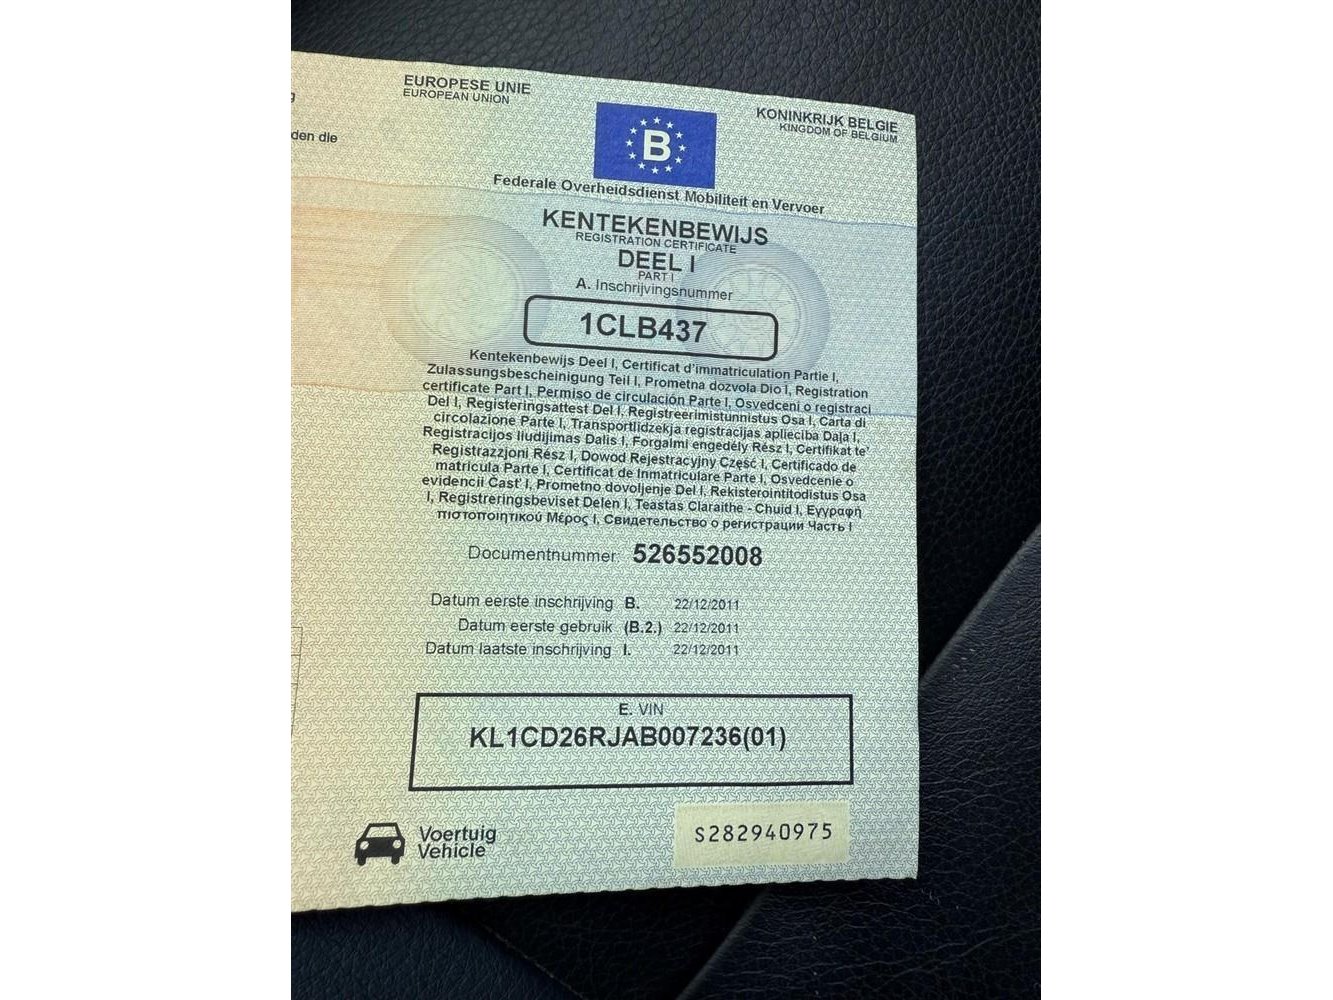 den die
EUROPESE UNIE
EUROPEAN UNION
B
KONINKRIJK BELGIE
KINGDOM OF BELGIUM
Federale Overheidsdienst Mobiliteit en Vervoer
KENTEKENBEWIJS
REGISTRATION CERTIFICATE
DEEL I
PART I
A. Inschrijvingsnummer
1CLB437
Kentekenbewijs Deel I, Certificat d'immatriculation Partie I,
Zulassungsbescheinigung Teil I, Prometna dozvola Dio I, Registration
certificate Part I, Permiso de circulación Parte I, Osvedceni o registraci
Del I, Registeringsattest Del I, Registreerimistunnistus Osa I, Carta di
circolazione Parte I, Transportlidzekja registracijas aplieciba Daļa I,
Registracijos liudijimas Dalis I, Forgalmi engedély Rész I, Certifikat te'
Registrazzjoni Rész I, Dowod Rejestracyjny Część I, Certificado de
matricula Parte I, Certificat de Inmatriculare Parte I, Osvedcenie o
evidencii Časť I, Prometno dovoljenje Del I, Rekisterointitodistus Osa
I, Registreringsbeviset Delen I, Teastas Claraithe - Chuid I, Εγγραφή
πιστοποιητικού Μέρος I, Свидетельство о регистрации Часть I
Documentnummer 526552008
Datum eerste inschrijving B. 22/12/2011
Datum eerste gebruik (B.2.) 22/12/2011
Datum laatste inschrijving I. 22/12/2011
E. VIN
KL1CD26RJAB007236(01)
Voertuig
Vehicle
S282940975